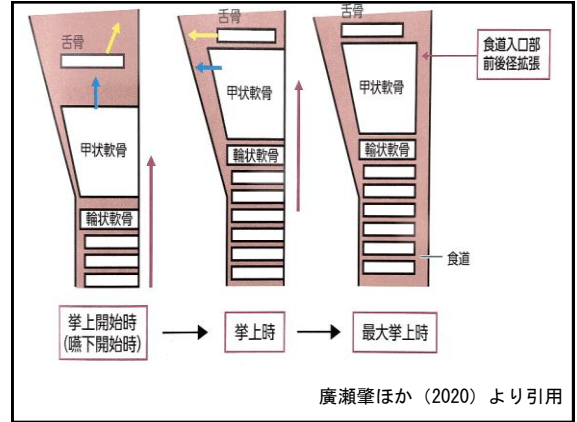 舌骨
甲状軟骨
輪状軟骨
挙上開始時
(嚥下開始時)
舌骨
甲状軟骨
輪状軟骨
挙上時
舌骨
甲状軟骨
輪状軟骨
食道入口部
前後径拡張
食道
最大挙上時
廣瀬肇ほか（2020）より引用